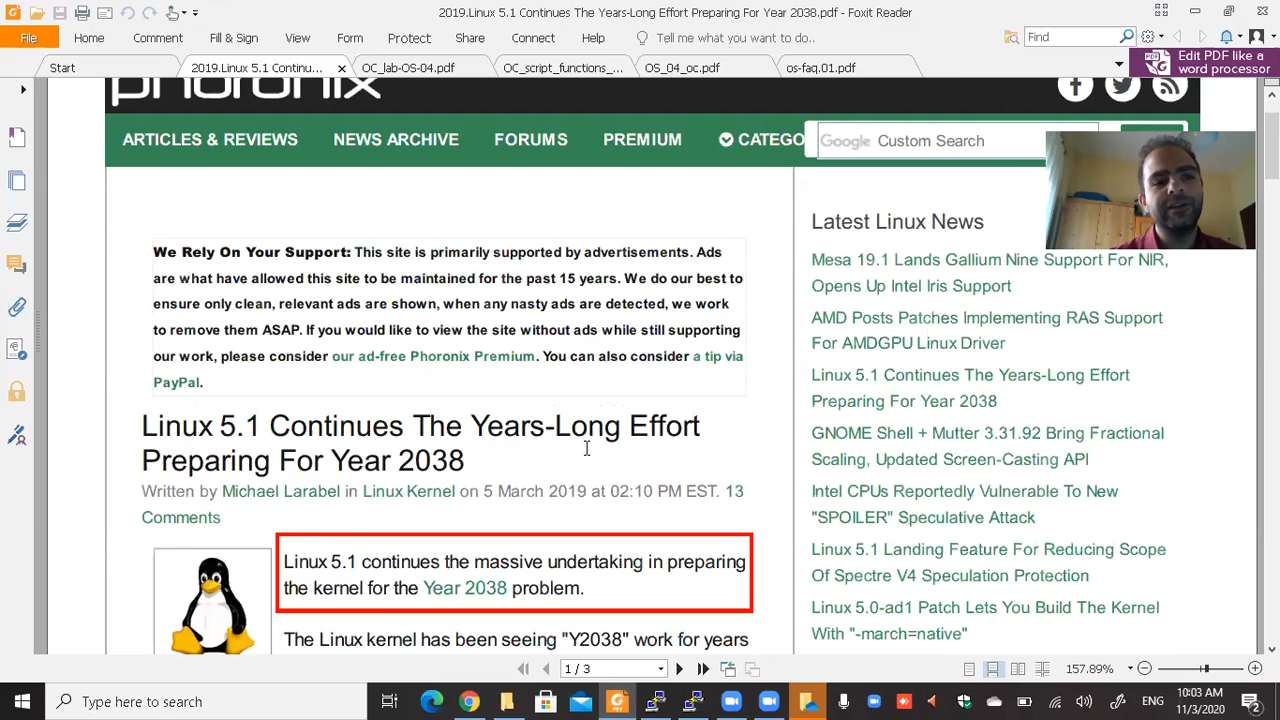 2019.Linux 5.1 Continues The Years-Long Effort Preparing For Year 2038.pdf - Foxit Reader
File Home Comment Fill & Sign View Form Protect Share Connect Help Tell me what you want to do... Find
Start 2019.Linux 5.1 Continu... OC_lab-OS-04.pdf OC_script_functions_... OS_04_oc.pdf os-faq.01.pdf
Edit PDF like a
word processor
phoronix
ARTICLES & REVIEWS NEWS ARCHIVE FORUMS PREMIUM CATEGO
Google Custom Search
We Rely On Your Support: This site is primarily supported by advertisements. Ads
are what have allowed this site to be maintained for the past 15 years. We do our best to
ensure only clean, relevant ads are shown, when any nasty ads are detected, we work
to remove them ASAP. If you would like to view the site without ads while still supporting
our work, please consider our ad-free Phoronix Premium. You can also consider a tip via
PayPal.
Linux 5.1 Continues The Years-Long Effort
Preparing For Year 2038
Written by Michael Larabel in Linux Kernel on 5 March 2019 at 02:10 PM EST. 13
Comments
Linux 5.1 continues the massive undertaking in preparing
the kernel for the Year 2038 problem.
The Linux kernel has been seeing "Y2038" work for years
Latest Linux News
Mesa 19.1 Lands Gallium Nine Support For NIR,
Opens Up Intel Iris Support
AMD Posts Patches Implementing RAS Support
For AMDGPU Linux Driver
Linux 5.1 Continues The Years-Long Effort
Preparing For Year 2038
GNOME Shell + Mutter 3.31.92 Bring Fractional
Scaling, Updated Screen-Casting API
Intel CPUs Reportedly Vulnerable To New
"SPOILER" Speculative Attack
Linux 5.1 Landing Feature For Reducing Scope
Of Spectre V4 Speculation Protection
Linux 5.0-ad1 Patch Lets You Build The Kernel
With "-march=native"
1 / 3 157.89%
Type here to search
ENG
10:03 AM
11/3/2020
2